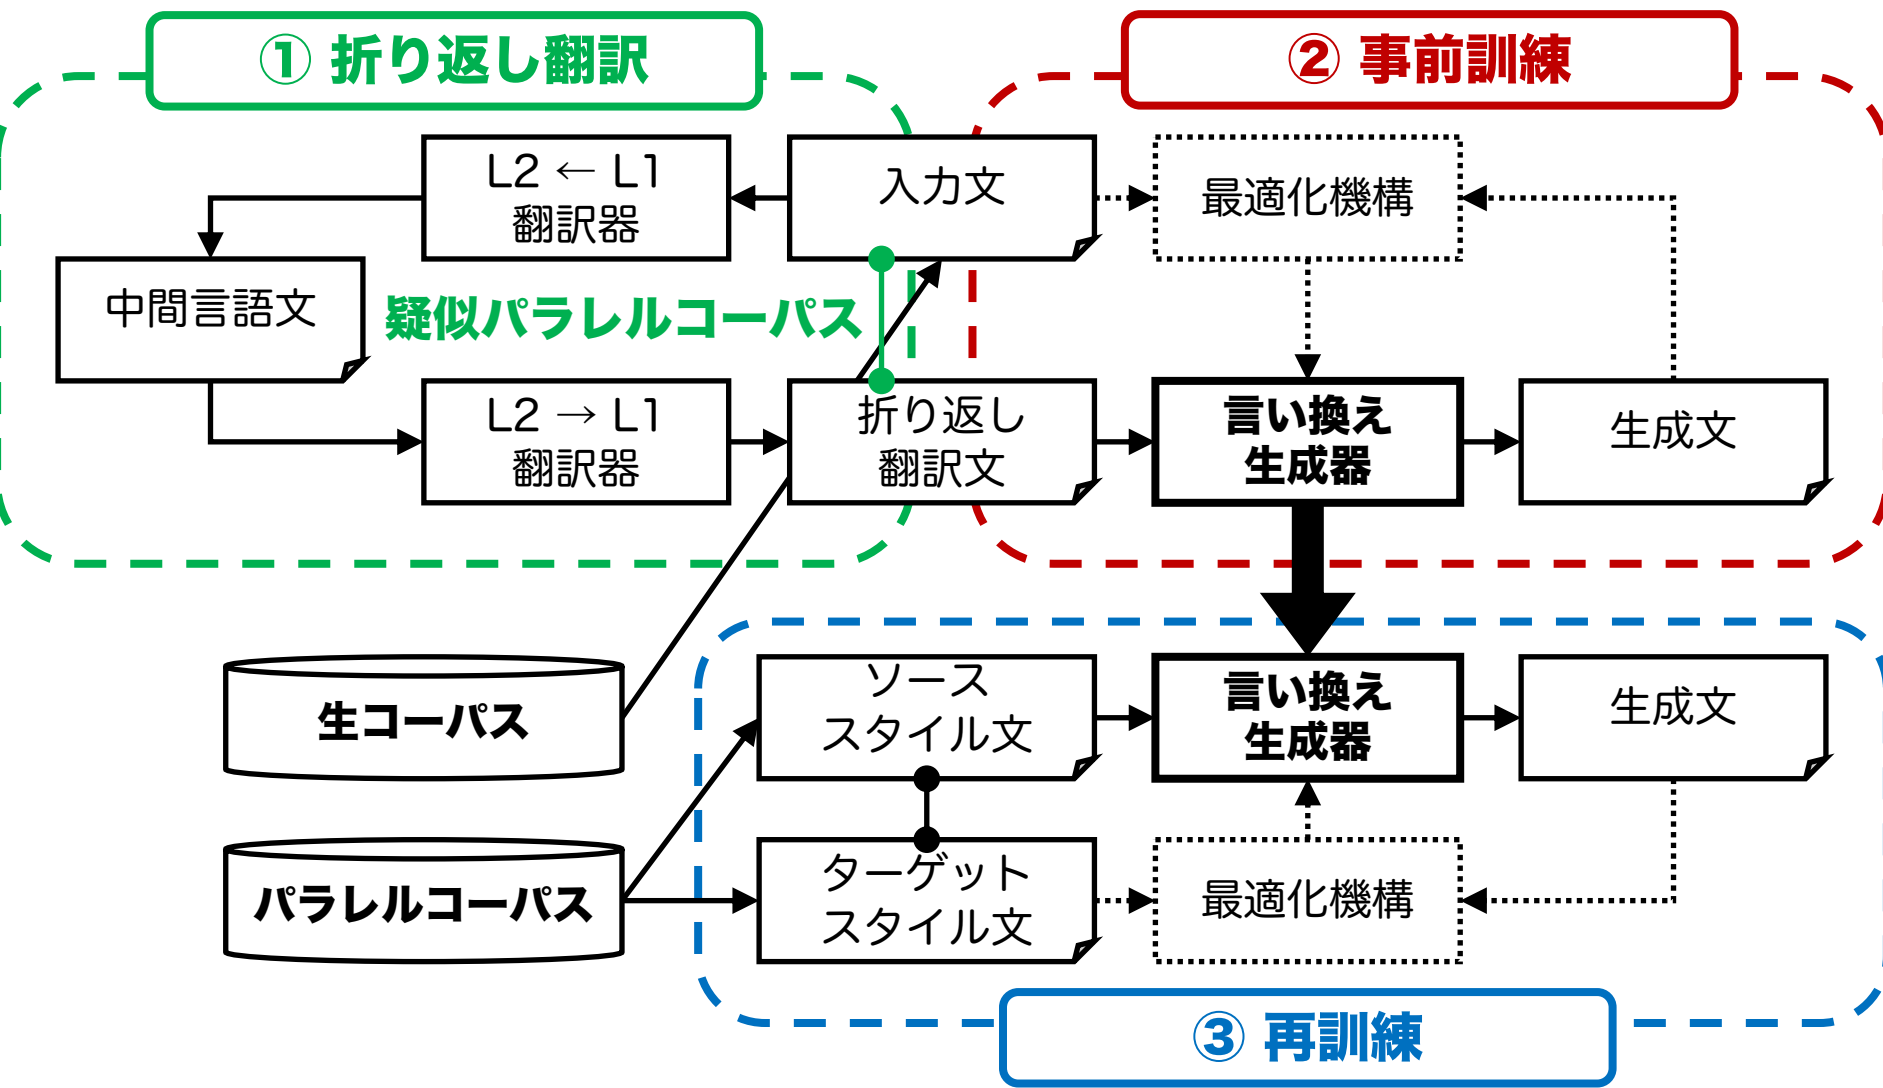 ① 折り返し翻訳
② 事前訓練
L2 ← L1
翻訳器
入力文
最適化機構
中間言語文
疑似パラレルコーパス
L2 → L1
翻訳器
折り返し
翻訳文
言い換え
生成器
生成文
生コーパス
ソース
スタイル文
言い換え
生成器
生成文
パラレルコーパス
ターゲット
スタイル文
最適化機構
③ 再訓練